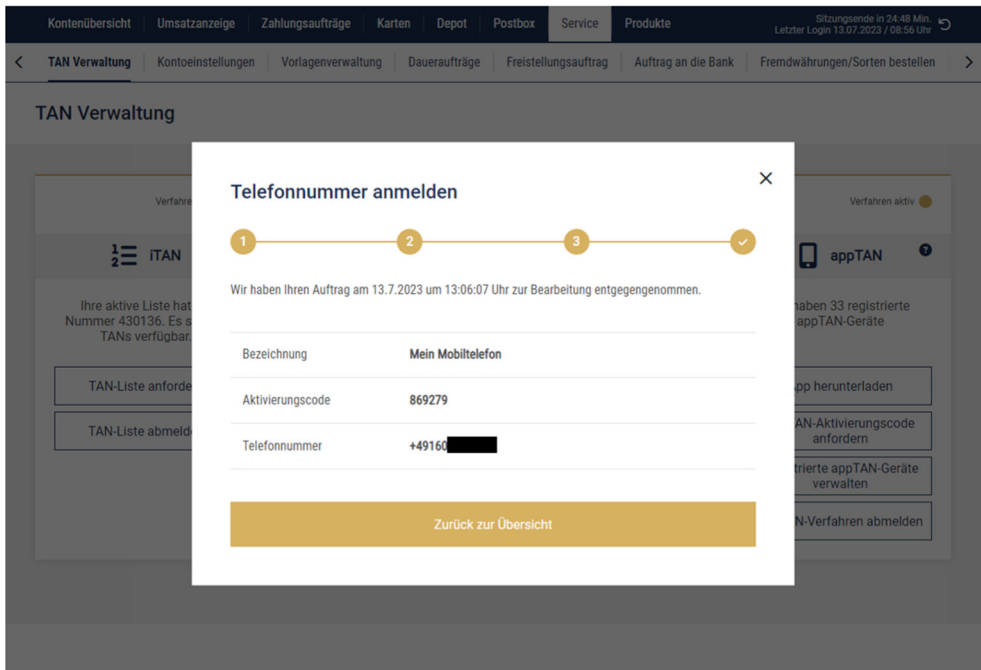 Kontenübersicht Umsatzanzeige Zahlungsaufträge Karten Depot Postbox Service Produkte
Sitzungsende in 24:48 Min.
Letzter Login 13.07.2023 / 08:56 Uhr
TAN Verwaltung Kontoeinstellungen Vorlagenverwaltung Daueraufträge Freistellungsauftrag Auftrag an die Bank Fremdwährungen/Sorten bestellen
TAN Verwaltung
Verfahre
1
2
iTAN
Ihre aktive Liste hat
Nummer 430136. Es s
TANs verfügbar.
TAN-Liste anforde
TAN-Liste abmeld
Telefonnummer anmelden
1 2 3
Wir haben Ihren Auftrag am 13.7.2023 um 13:06:07 Uhr zur Bearbeitung entgegengenommen.
Bezeichnung Mein Mobiltelefon
Aktivierungscode 869279
Telefonnummer +49160
Zurück zur Übersicht
Verfahren aktiv
appTAN ?
haben 33 registrierte
appTAN-Geräte
pp herunterladen
AN-Aktivierungscode
anfordern
trierte appTAN-Geräte
verwalten
N-Verfahren abmelden